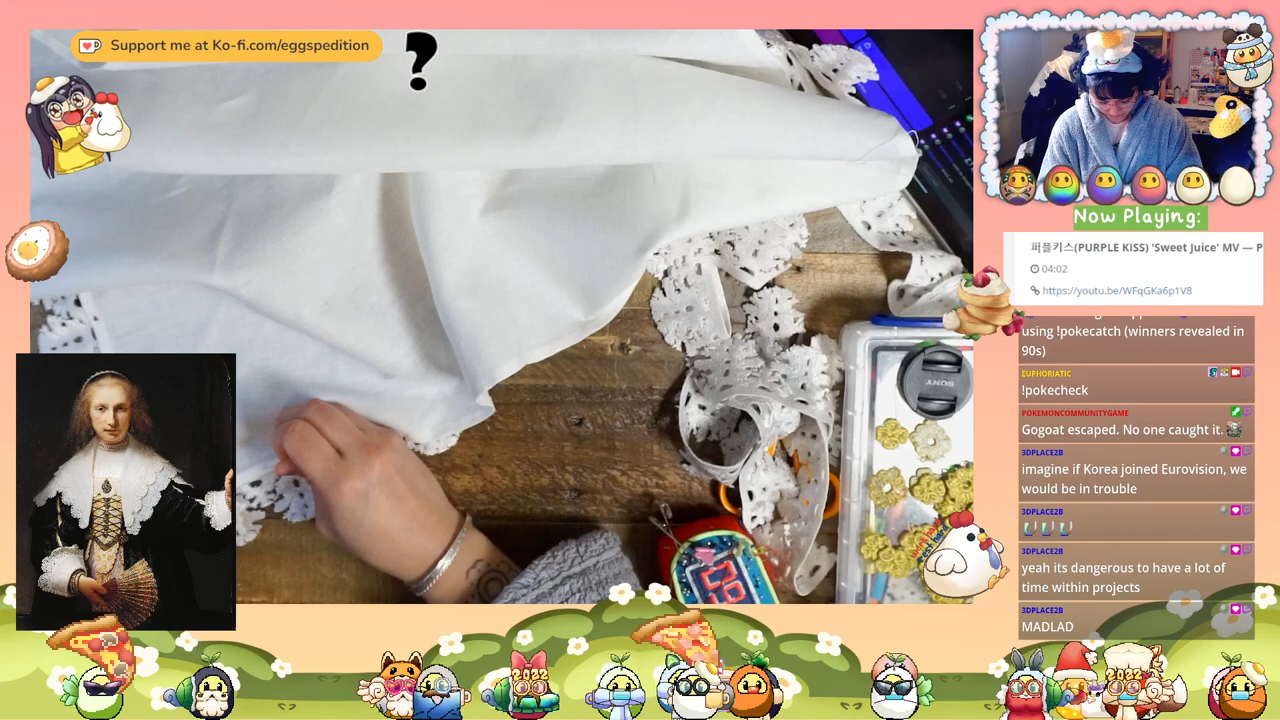 Support me at Ko-fi.com/eggspedition
?
Now Playing:
퍼플키스(PURPLE KISS) 'Sweet Juice' MV — P
04:02
https://youtu.be/WFqGKa6p1V8
using !pokecatch (winners revealed in
90s)
EUPHORIATIC
!pokecheck
POKEMONCOMMUNITYGAME
Gogoat escaped. No one caught it.
3DPLACE2B
imagine if Korea joined Eurovision, we
would be in trouble
3DPLACE2B
3DPLACE2B
yeah its dangerous to have a lot of
time within projects
3DPLACE2B
MADLAD
SONY
2022
2022